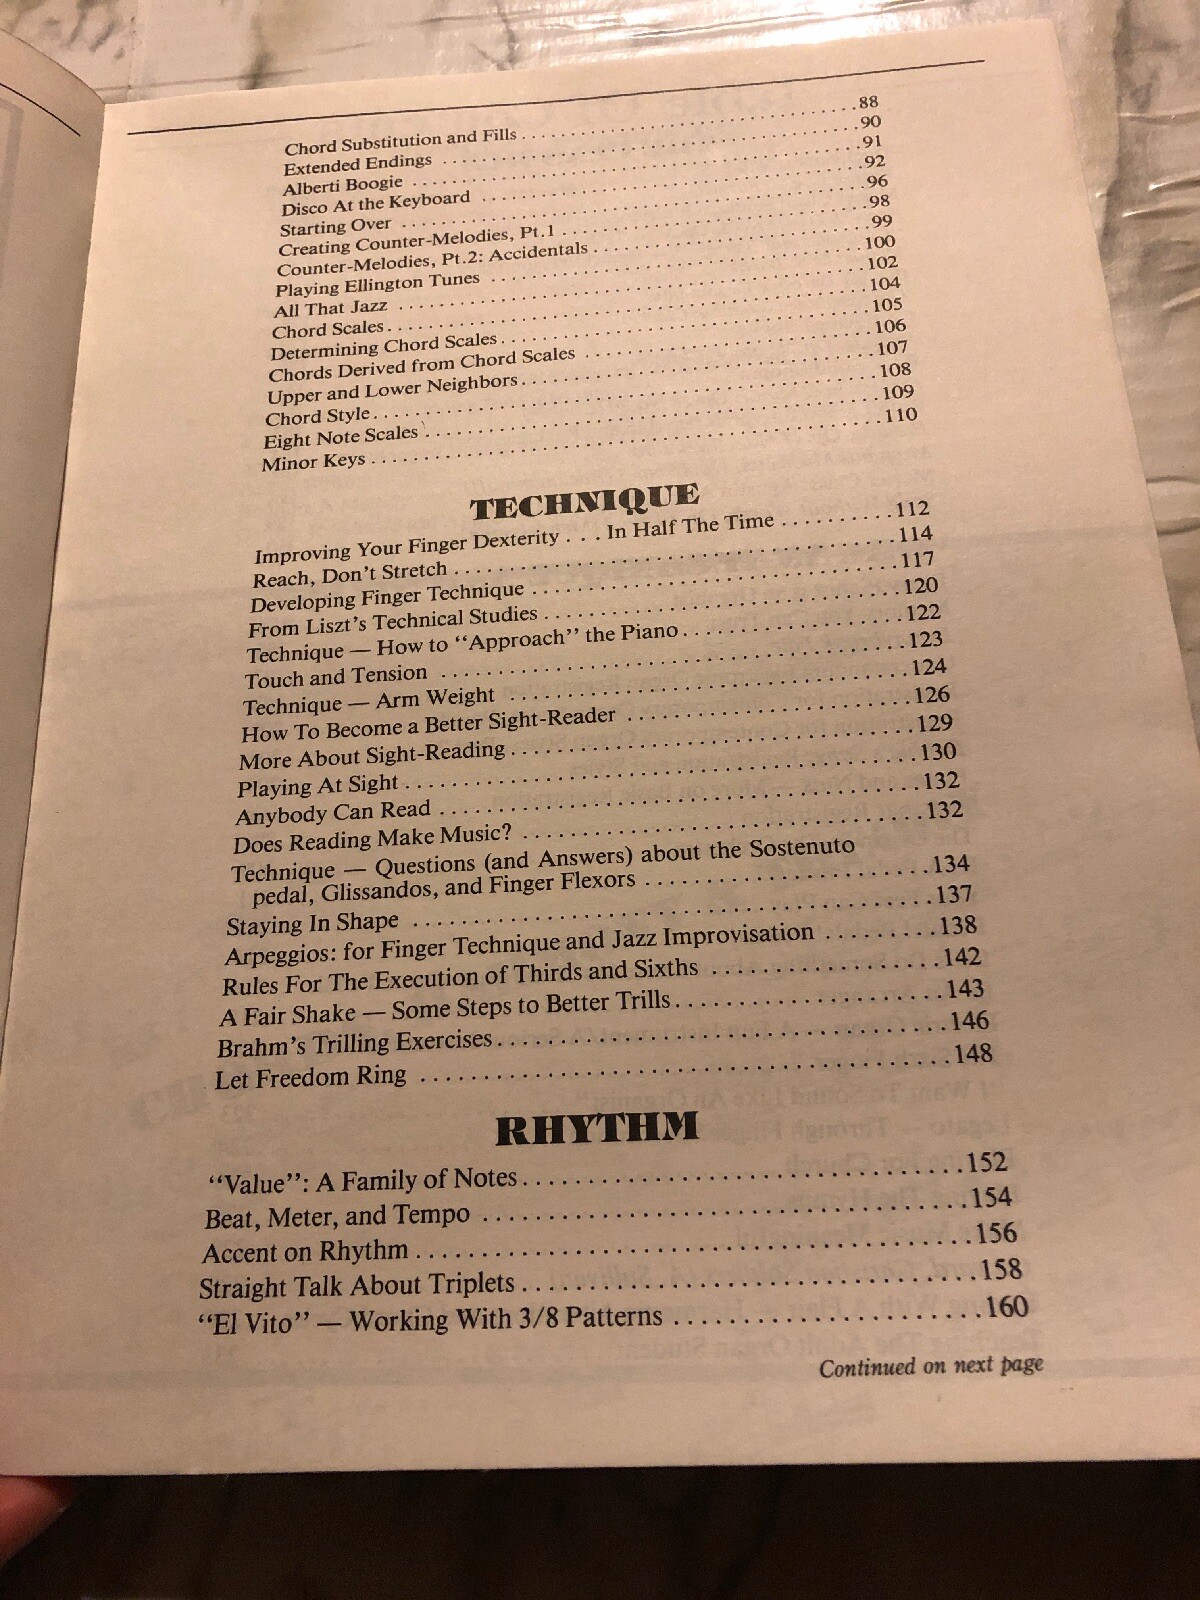 Chord Substitution and Fills . . . . . . . . . . . . . . . . . . . . 88
Extended Endings . . . . . . . . . . . . . . . . . . . . 90
Alberti Boogie . . . . . . . . . . . . . . . . . . . . 91
Disco At the Keyboard . . . . . . . . . . . . . . . . . . . . 92
Starting Over . . . . . . . . . . . . . . . . . . . . 96
Creating Counter-Melodies, Pt.1 . . . . . . . . . . . . . . . . . . . . 98
Counter-Melodies, Pt.2: Accidentals . . . . . . . . . . . . . . . . . . . . 99
Playing Ellington Tunes . . . . . . . . . . . . . . . . . . . . 100
All That Jazz . . . . . . . . . . . . . . . . . . . . 102
Chord Scales . . . . . . . . . . . . . . . . . . . . 104
Determining Chord Scales . . . . . . . . . . . . . . . . . . . . 105
Chords Derived from Chord Scales . . . . . . . . . . . . . . . . . . . . 106
Upper and Lower Neighbors . . . . . . . . . . . . . . . . . . . . 107
Chord Style . . . . . . . . . . . . . . . . . . . . 108
Eight Note Scales . . . . . . . . . . . . . . . . . . . . 109
Minor Keys . . . . . . . . . . . . . . . . . . . . 110
TECHNIQUE
Improving Your Finger Dexterity . . . In Half The Time . . . . . . . . . . 112
Reach, Don't Stretch . . . . . . . . . . . . . . . . . . . . 114
Developing Finger Technique . . . . . . . . . . . . . . . . . . . . 117
From Liszt's Technical Studies . . . . . . . . . . . . . . . . . . . . 120
Technique — How to "Approach" the Piano . . . . . . . . . . . . . . . . . . . . 122
Touch and Tension . . . . . . . . . . . . . . . . . . . . 123
Technique — Arm Weight . . . . . . . . . . . . . . . . . . . . 124
How To Become a Better Sight-Reader . . . . . . . . . . . . . . . . . . . . 126
More About Sight-Reading . . . . . . . . . . . . . . . . . . . . 129
Playing At Sight . . . . . . . . . . . . . . . . . . . . 130
Anybody Can Read . . . . . . . . . . . . . . . . . . . . 132
Does Reading Make Music? . . . . . . . . . . . . . . . . . . . . 132
Technique — Questions (and Answers) about the Sostenuto
pedal, Glissandos, and Finger Flexors . . . . . . . . . . . . . . . . . . . . 134
Staying In Shape . . . . . . . . . . . . . . . . . . . . 137
Arpeggios: for Finger Technique and Jazz Improvisation . . . . . . . . . 138
Rules For The Execution of Thirds and Sixths . . . . . . . . . . . . . . . . . . 142
A Fair Shake — Some Steps to Better Trills . . . . . . . . . . . . . . . . . . . . 143
Brahm's Trilling Exercises . . . . . . . . . . . . . . . . . . . . 146
Let Freedom Ring . . . . . . . . . . . . . . . . . . . . 148
RHYTHM
"Value": A Family of Notes . . . . . . . . . . . . . . . . . . . . 152
Beat, Meter, and Tempo . . . . . . . . . . . . . . . . . . . . 154
Accent on Rhythm . . . . . . . . . . . . . . . . . . . . 156
Straight Talk About Triplets . . . . . . . . . . . . . . . . . . . . 158
"El Vito" — Working With 3/8 Patterns . . . . . . . . . . . . . . . . . . . . 160
Continued on next page